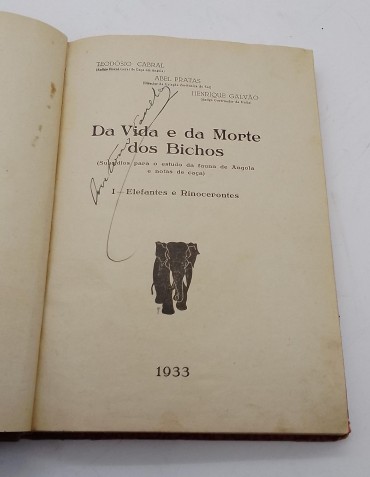 TEODOSIO CABRAL
ABEL PRATAS
HENRIQUE GALVÃO
Da Vida e da Morte
dos Bichos
(Subsídios para o estudo da fauna de Angola
e notas de caça)
I—Elefantes e Rinocerontes
1933